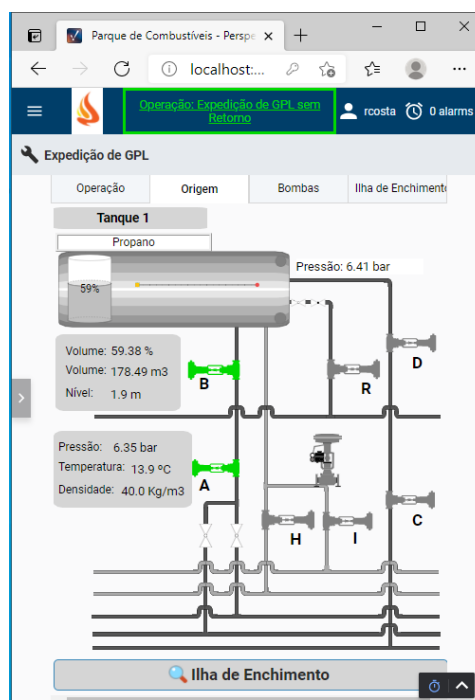 Parque de Combustíveis - Perspe
localhost:...
Operação: Expedição de GPL sem
Retorno
rcosta
0 alarms
Expedição de GPL
Operação
Origem
Bombas
Ilha de Enchimento
Tanque 1
Propano
Pressão: 6.41 bar
59%
Volume: 59.38 %
Volume: 178.49 m3
Nível: 1.9 m
B
R
D
Pressão: 6.35 bar
Temperatura: 13.9 ºC
Densidade: 40.0 Kg/m3
A
H
I
C
Ilha de Enchimento